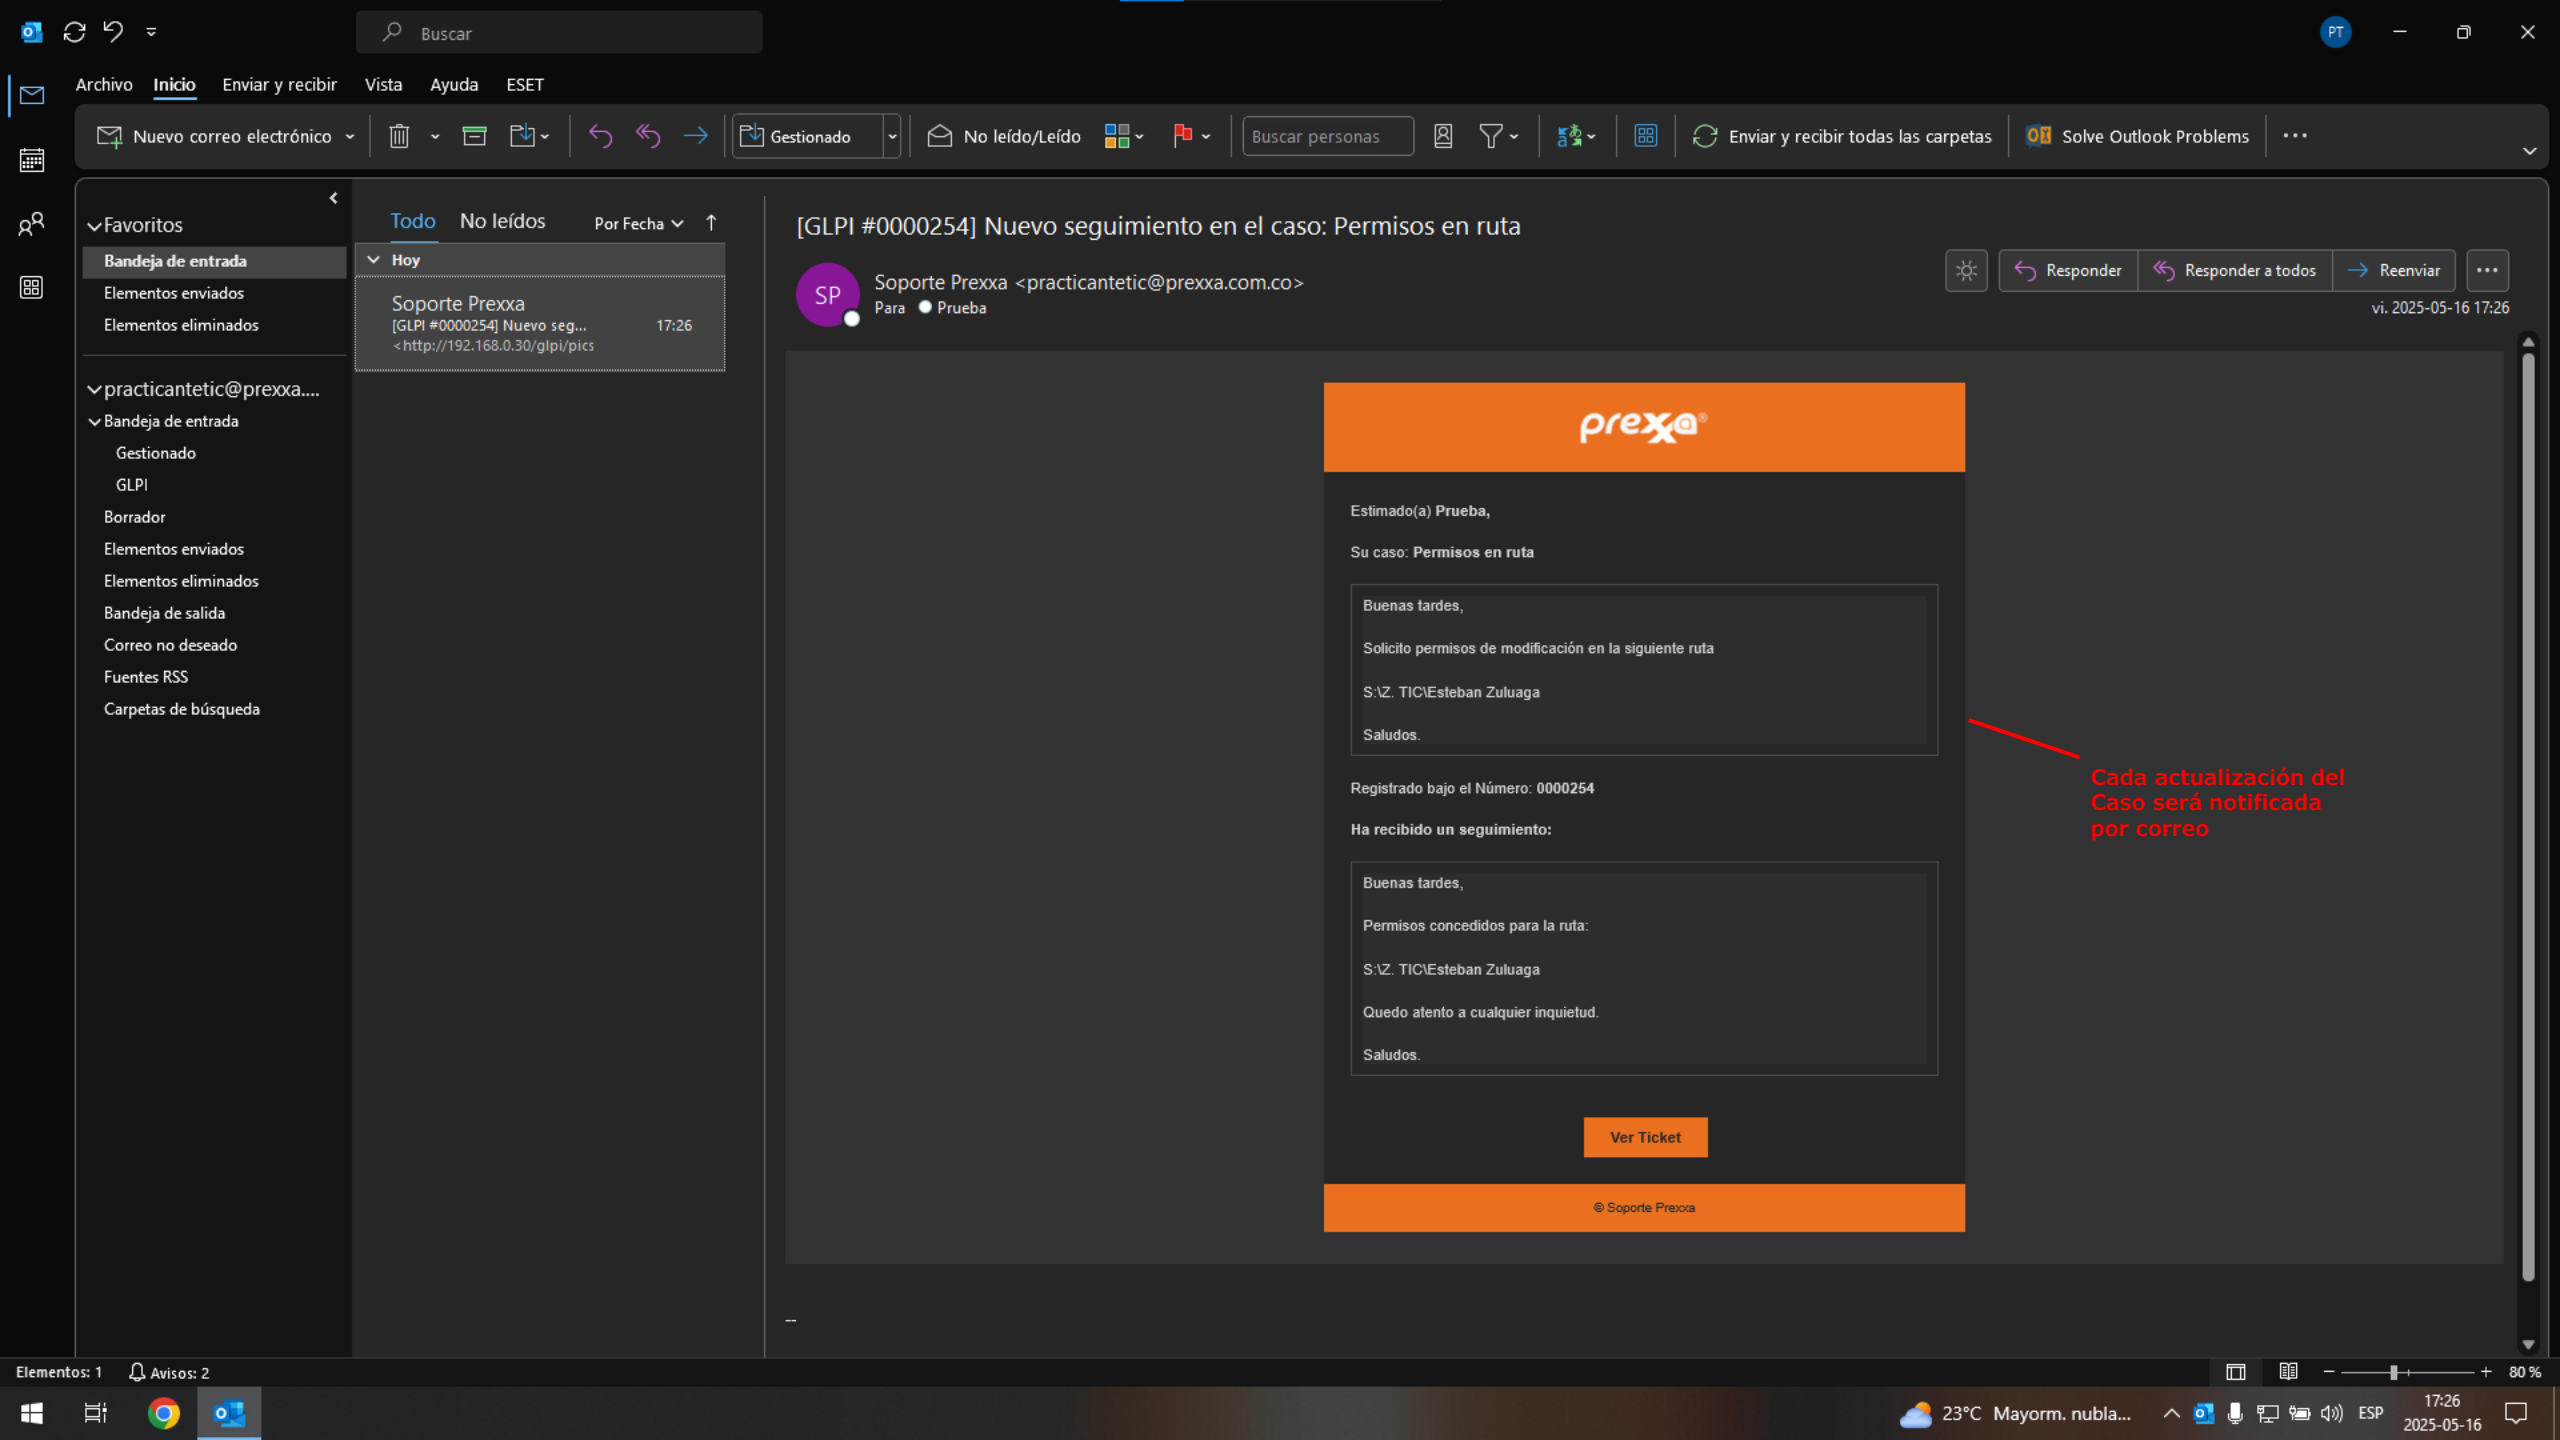 Buscar
PT
Archivo
Inicio
Enviar y recibir
Vista
Ayuda
ESET
Nuevo correo electrónico
Gestionado
No leído/Leído
Buscar personas
Enviar y recibir todas las carpetas
Solve Outlook Problems
Favoritos
Bandeja de entrada
Elementos enviados
Elementos eliminados
practicantetic@prexxa....
Bandeja de entrada
Gestionado
GLPI
Borrador
Elementos enviados
Elementos eliminados
Bandeja de salida
Correo no deseado
Fuentes RSS
Carpetas de búsqueda
Todo
No leídos
Por Fecha
Hoy
Soporte Prexxa
[GLPI #0000254] Nuevo seg...
17:26
<http://192.168.0.30/glpi/pics
[GLPI #0000254] Nuevo seguimiento en el caso: Permisos en ruta
SP
Soporte Prexxa <practicantetic@prexxa.com.co>
Para
Prueba
Responder
Responder a todos
Reenviar
vi. 2025-05-16 17:26
prexxa®
Estimado(a) Prueba,
Su caso: Permisos en ruta
Buenas tardes,
Solicito permisos de modificación en la siguiente ruta
S:\Z. TIC\Esteban Zuluaga
Saludos.
Registrado bajo el Número: 0000254
Ha recibido un seguimiento:
Buenas tardes,
Permisos concedidos para la ruta:
S:\Z. TIC\Esteban Zuluaga
Quedo atento a cualquier inquietud.
Saludos.
Ver Ticket
© Soporte Prexxa
--
Cada actualización del
Caso será notificada
por correo
Elementos: 1
Avisos: 2
80 %
23°C
Mayorm. nubla...
ESP
17:26
2025-05-16